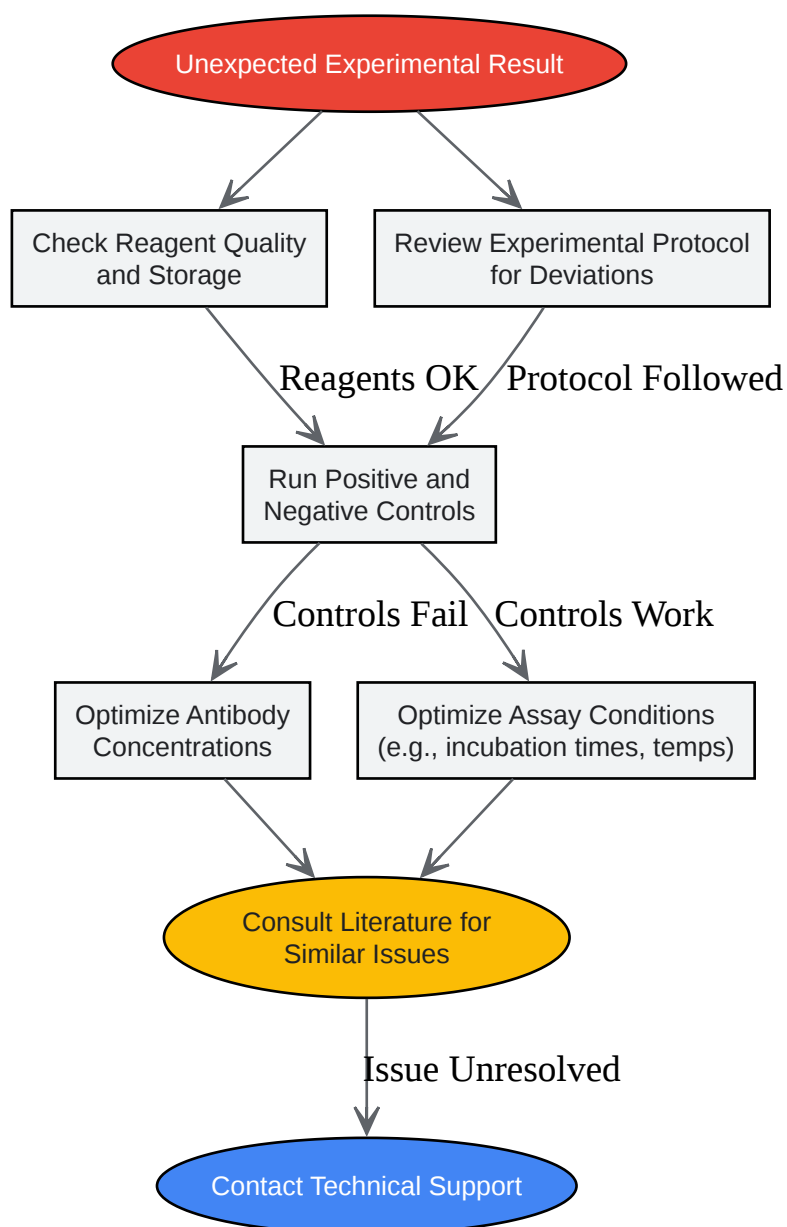 Unexpected Experimental Result
Check Reagent Quality
and Storage
Review Experimental Protocol
for Deviations
Reagents OK
Protocol Followed
Run Positive and
Negative Controls
Controls Fail
Controls Work
Optimize Antibody
Concentrations
Optimize Assay Conditions
(e.g., incubation times, temps)
Consult Literature for
Similar Issues
Issue Unresolved
Contact Technical Support